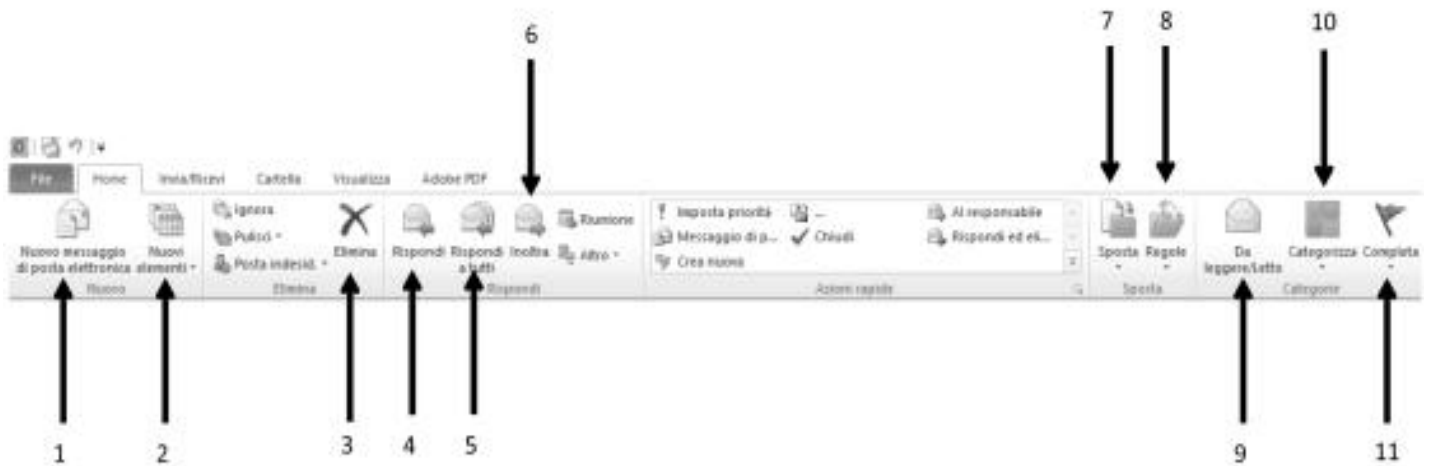 6 7 8 10
File Home Invia/Ricevi Cartella Visualizza Adobe PDF
Ignora
Pulisci
Posta indesid.
Nuovo messaggio
di posta elettronica
Nuovi
elementi
Elimina
Rispondi
Rispondi
a tutti
Inoltra
Riunione
Altro
Imposta priorità ...
Messaggio di p... Chiudi
Crea nuova
Al responsabile
Rispondi ed eli...
Sposta
Regole
Da
leggere/Letto
Categorizza
Completa
Nuovo Elimina Rispondi Azioni rapide Sposta Categorie
1 2 3 4 5 9 11